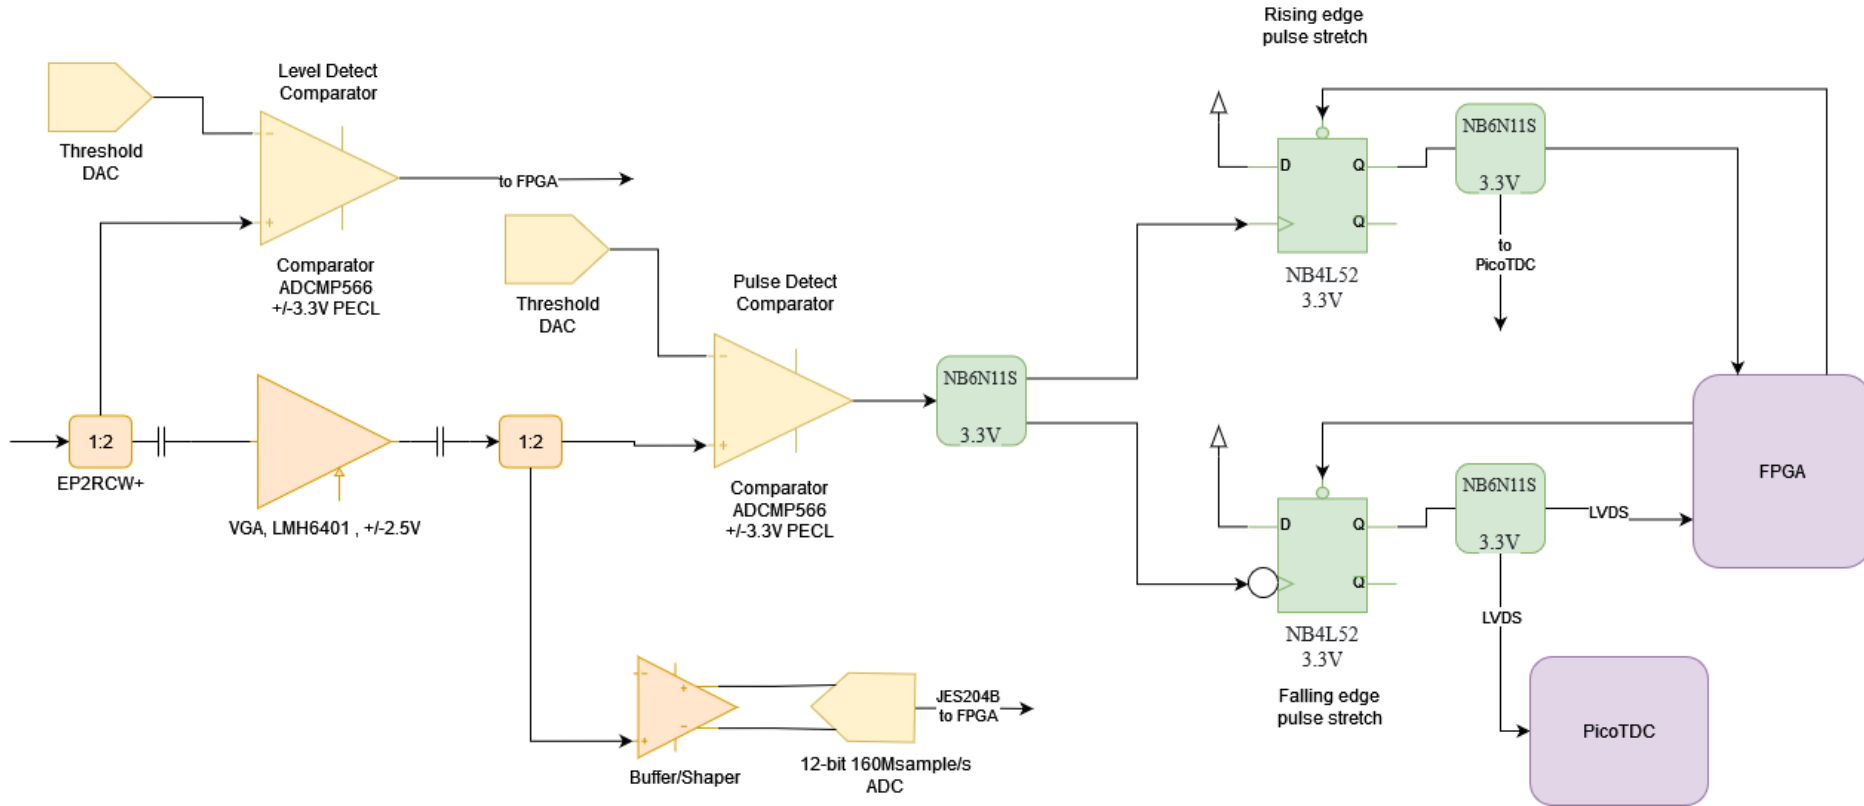 Rising edge
pulse stretch
Level Detect
Comparator
Threshold
DAC
-
+
to FPGA
Comparator
ADCMP566
+/-3.3V PECL
Threshold
DAC
Pulse Detect
Comparator
-
+
Comparator
ADCMP566
+/-3.3V PECL
1:2
EP2RCW+
VGA, LMH6401 , +/-2.5V
1:2
NB6N11S
3.3V
D
Q
Q
NB4L52
3.3V
NB6N11S
3.3V
to
PicoTDC
D
Q
Q
NB4L52
3.3V
Falling edge
pulse stretch
NB6N11S
3.3V
LVDS
LVDS
FPGA
PicoTDC
-
+
+
-
Buffer/Shaper
12-bit 160Msample/s
ADC
JES204B
to FPGA